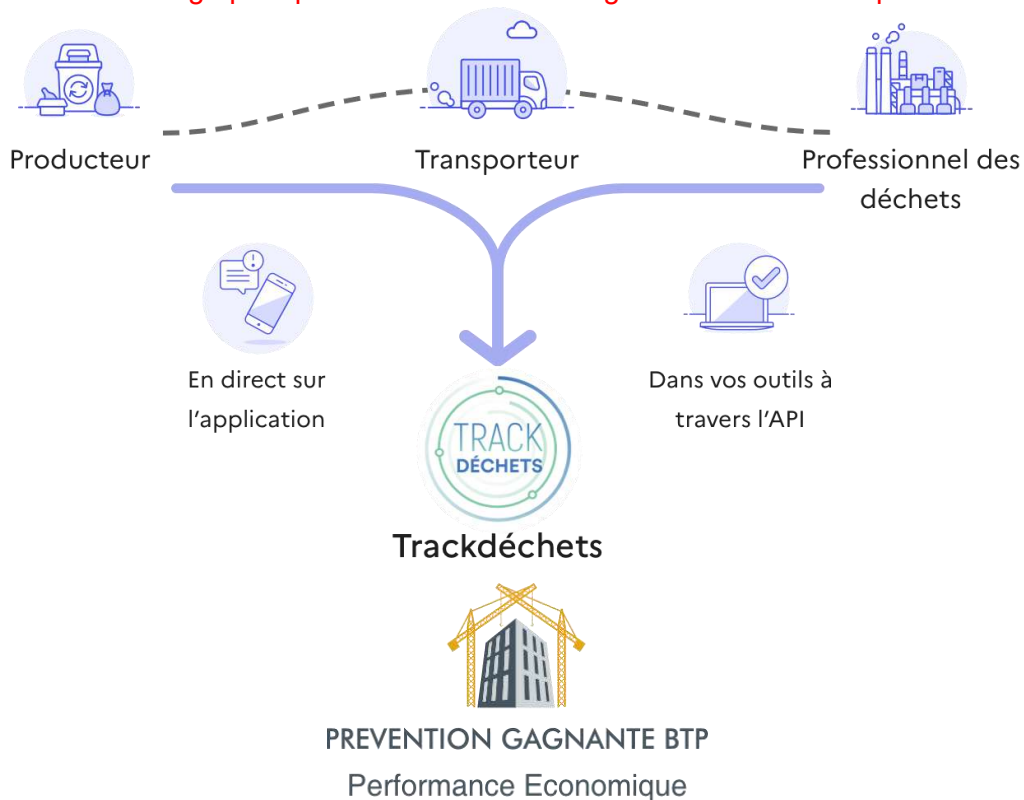 Producteur
Transporteur
Professionnel des
déchets
En direct sur
l'application
Dans vos outils à
travers l'API
TRACK
DÉCHETS
Trackdéchets
PREVENTION GAGNANTE BTP
Performance Economique